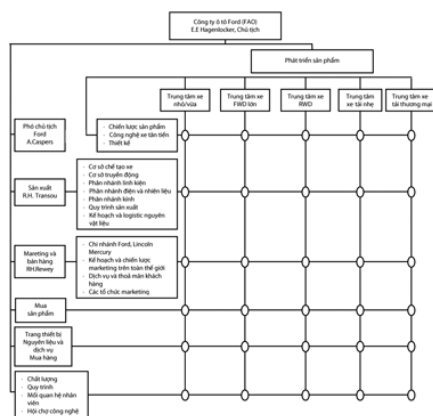 Công ty ô tô Ford (FAO)
E.E Hagenlocker, Chủ tịch
Phát triển sản phẩm
Trung tâm xe
nhỏ/vừa
Trung tâm xe
FWD lớn
Trung tâm xe
RWD
Trung tâm
xe tải nhẹ
Trung tâm xe
tải thương mại
Phó chủ tịch
Ford
A.Caspers
· Chiến lược sản phẩm
· Công nghệ xe tân tiến
· Thiết kế
Sản xuất
R.H. Transou
· Cơ sở chế tạo xe
· Cơ sở truyền động
· Phân nhánh linh kiện
· Phân nhánh điện và nhiên liệu
· Phân nhánh kính
· Quy trình sản xuất
· Kế hoạch và logistic nguyên
vật liệu
Mareting và
bán hàng
RH.Rewey
· Chi nhánh Ford, Lincoln
Mercury
· Kế hoạch và chiến lược
marketing trên toàn thế giới
· Dịch vụ và thoả mãn khách
hàng
· Các tổ chức marketing
Mua
sản phẩm
Trang thiết bị
Nguyên liệu và
dịch vụ
Mua hàng
· Chất lượng
· Quy trình
· Mối quan hệ nhân
viên
· Hội chợ công nghệ